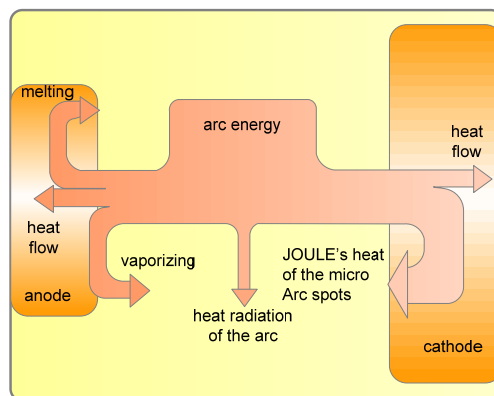 melting
arc energy
heat
flow
heat
flow
vaporizing
JOULE's heat
of the micro
Arc spots
anode
heat radiation
of the arc
cathode